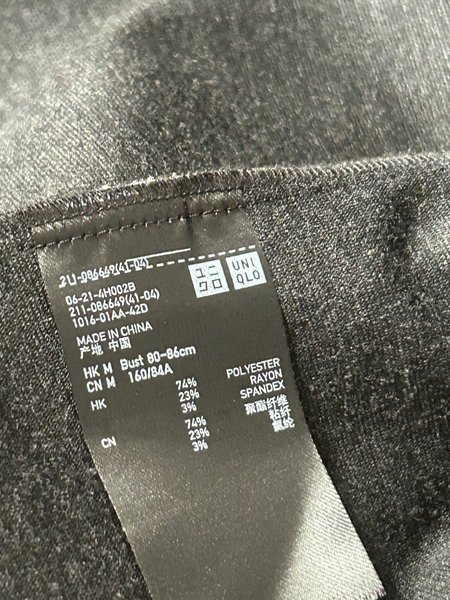 211-086649(41-04)
ユニ
クロ
UNI
QLO
06-21-4H002B
211-086649(41-04)
1016-01AA-42D
MADE IN CHINA
产地 中国
HK M Bust 80-86cm
CN M 160/84A
HK 74% POLYESTER
23% RAYON
3% SPANDEX
CN 74% 聚酯纤维
23% 粘纤
3% 氨纶